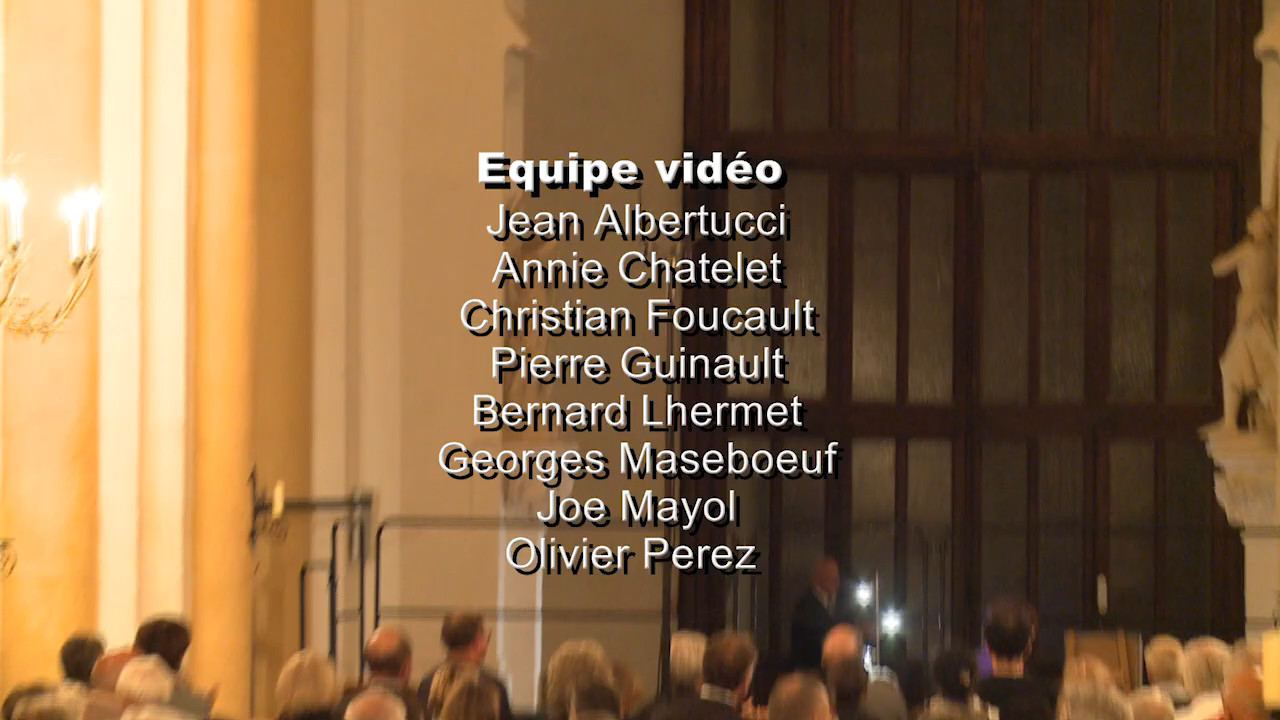 Equipe vidéo
Jean Albertucci
Annie Chatelet
Christian Foucault
Pierre Guinault
Bernard Lhermet
Georges Maseboeuf
Joe Mayol
Olivier Perez